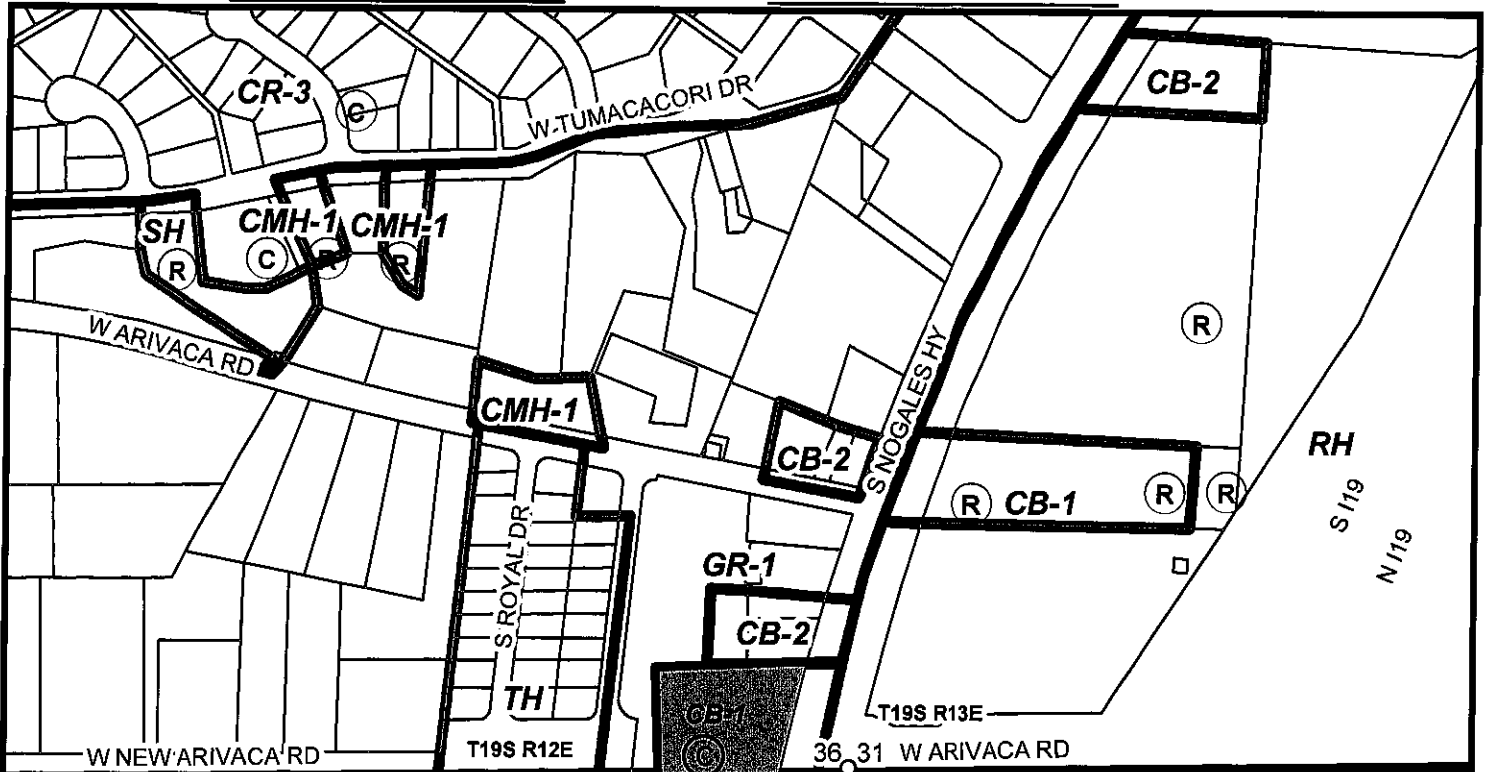 CB-2
CR-3
C
W TUMACACORI DR
SH
CMH-1
CMH-1
R
C
R
R
R
W ARIVACA RD
CMH-1
CB-2
S NOGALES HY
RH
R
CB-1
R
R
S I19
N I19
S ROYAL DR
GR-1
CB-2
TH
CB-1
C
T19S R13E
W NEW ARIVACA RD
T19S R12E
36
31
W ARIVACA RD